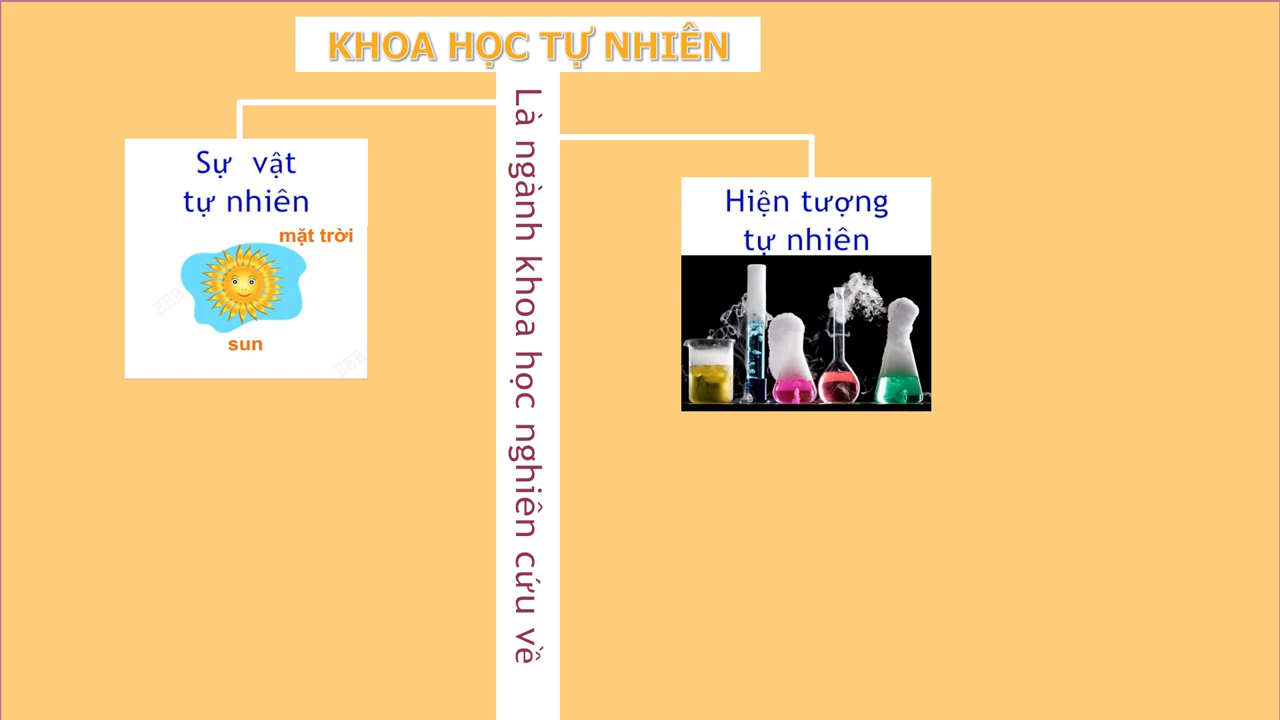 KHOA HỌC TỰ NHIÊN
Là ngành khoa học nghiên cứu về
Sự vật
tự nhiên
mặt trời
sun
Hiện tượng
tự nhiên